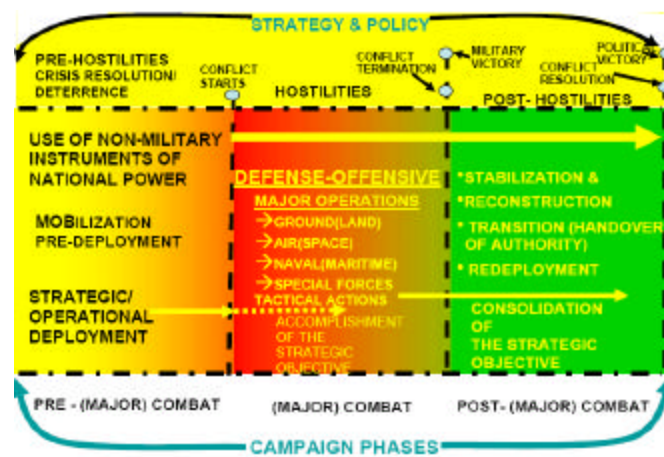 STRATEGY & POLICY
PRE-HOSTILITIES
CRISIS RESOLUTION/
DETERRENCE
CONFLICT
STARTS
HOSTILITIES
CONFLICT
TERMINATION
MILITARY
VICTORY
POLITICAL
VICTORY
CONFLICT
RESOLUTION
POST- HOSTILITIES
USE OF NON-MILITARY
INSTRUMENTS OF
NATIONAL POWER
MOBILIZATION
PRE-DEPLOYMENT
STRATEGIC/
OPERATIONAL
DEPLOYMENT
DEFENSE-OFFENSIVE
MAJOR OPERATIONS
→GROUND(LAND)
→AIR(SPACE)
→NAVAL(MARITIME)
→SPECIAL FORCES
TACTICAL ACTIONS
ACCOMPLISHMENT
OF THE
STRATEGIC
OBJECTIVE
*STABILIZATION &
*RECONSTRUCTION
* TRANSITION (HANDOVER
OF AUTHORITY)
* REDEPLOYMENT
CONSOLIDATION
OF
THE STRATEGIC
OBJECTIVE
PRE - (MAJOR) COMBAT
(MAJOR) COMBAT
POST- (MAJOR) COMBAT
CAMPAIGN PHASES